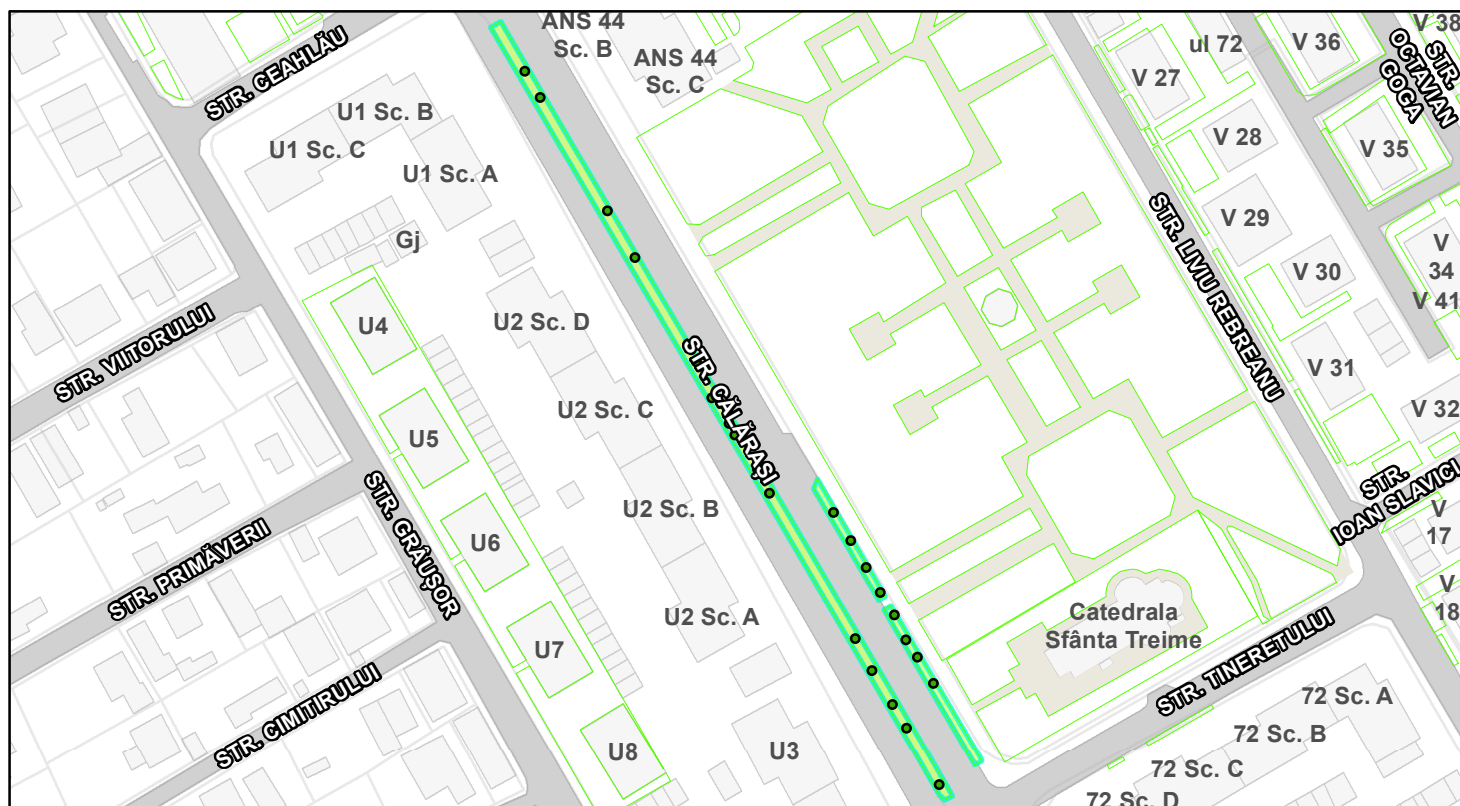 ANS 44
Sc. B
ANS 44
Sc. C
STR. CEAHLĂU
U1 Sc. B
U1 Sc. C
U1 Sc. A
Gj
ul 72
V 27
V 36
V 38
STR.
OCTAVIAN
GOGA
V 28
V 35
V 29
V
34
V 30
V 41
V 31
V 32
STR. LIVIU REBREANU
STR. VIITORULUI
U4
U2 Sc. D
STR. CĂLĂRAȘI
U5
U2 Sc. C
STR. GRÂUȘOR
U2 Sc. B
U6
STR. PRIMĂVERII
STR.
IOAN SLAVICI
V
17
V
18
U2 Sc. A
Catedrala
Sfânta Treime
U7
STR. CIMITIRULUI
STR. TINERETULUI
U8
U3
72 Sc. A
72 Sc. B
72 Sc. C
72 Sc. D